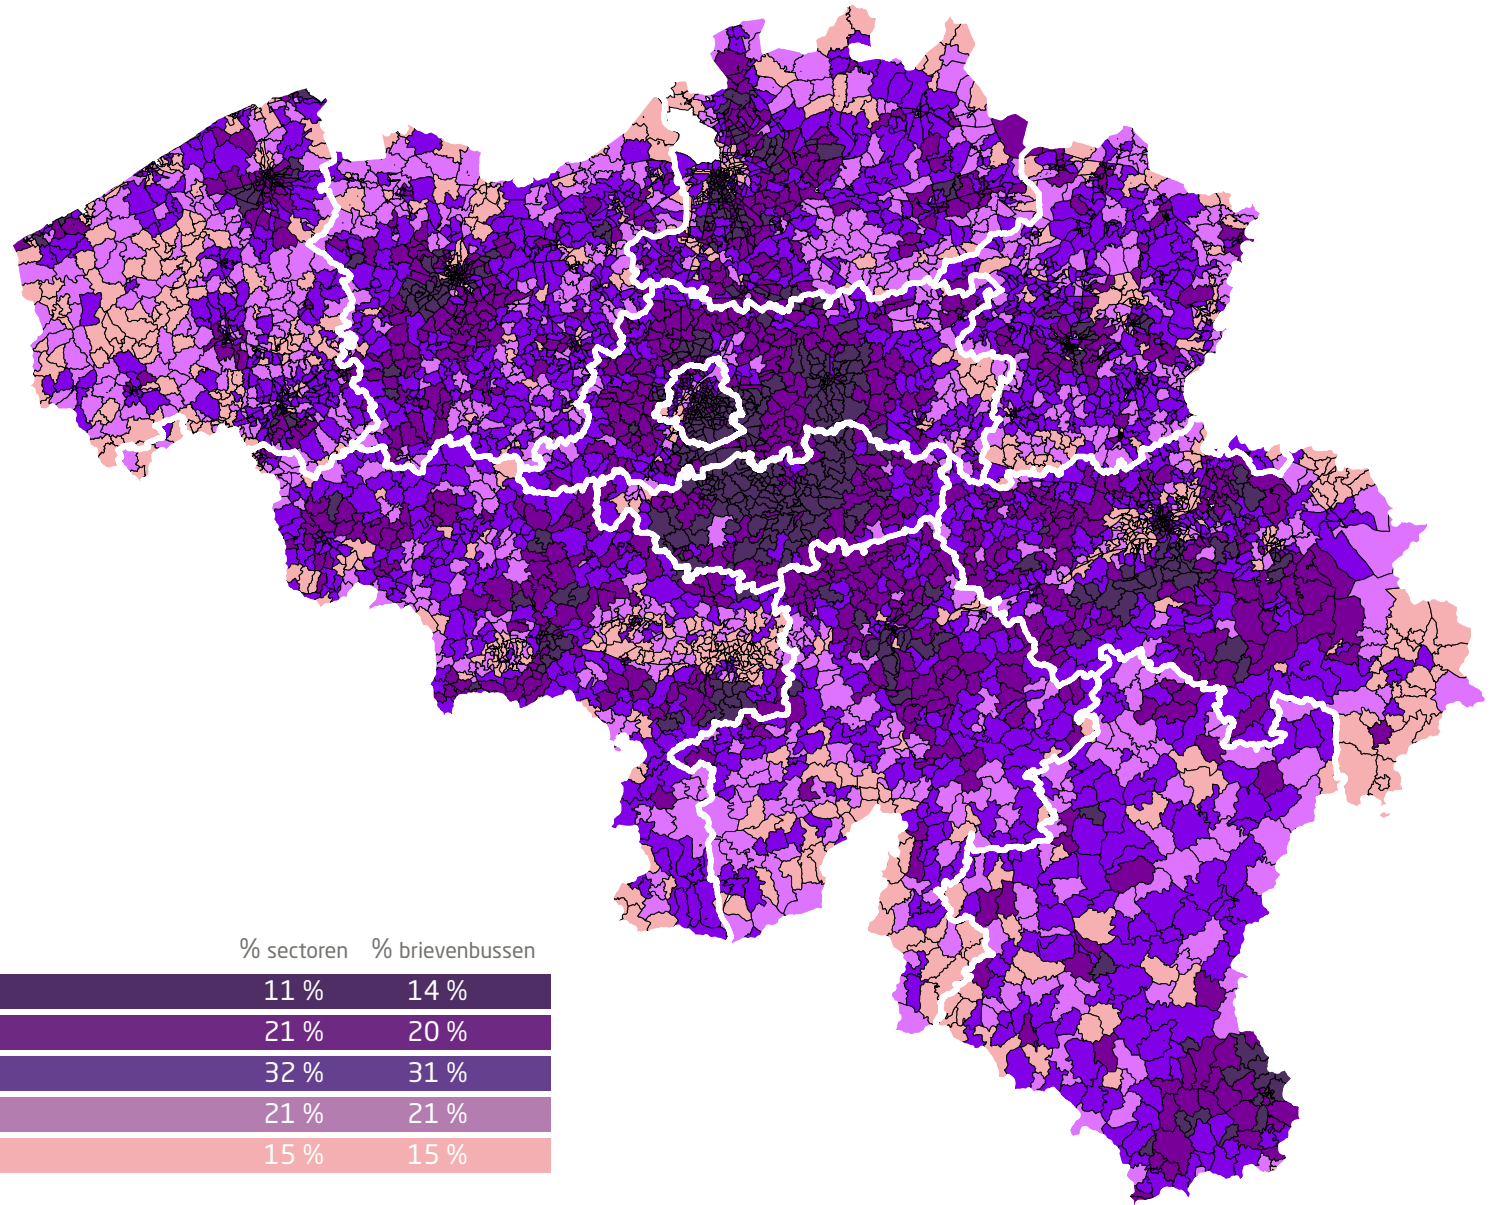 % sectoren % brievenbussen
11 % 14 %
21 % 20 %
32 % 31 %
21 % 21 %
15 % 15 %